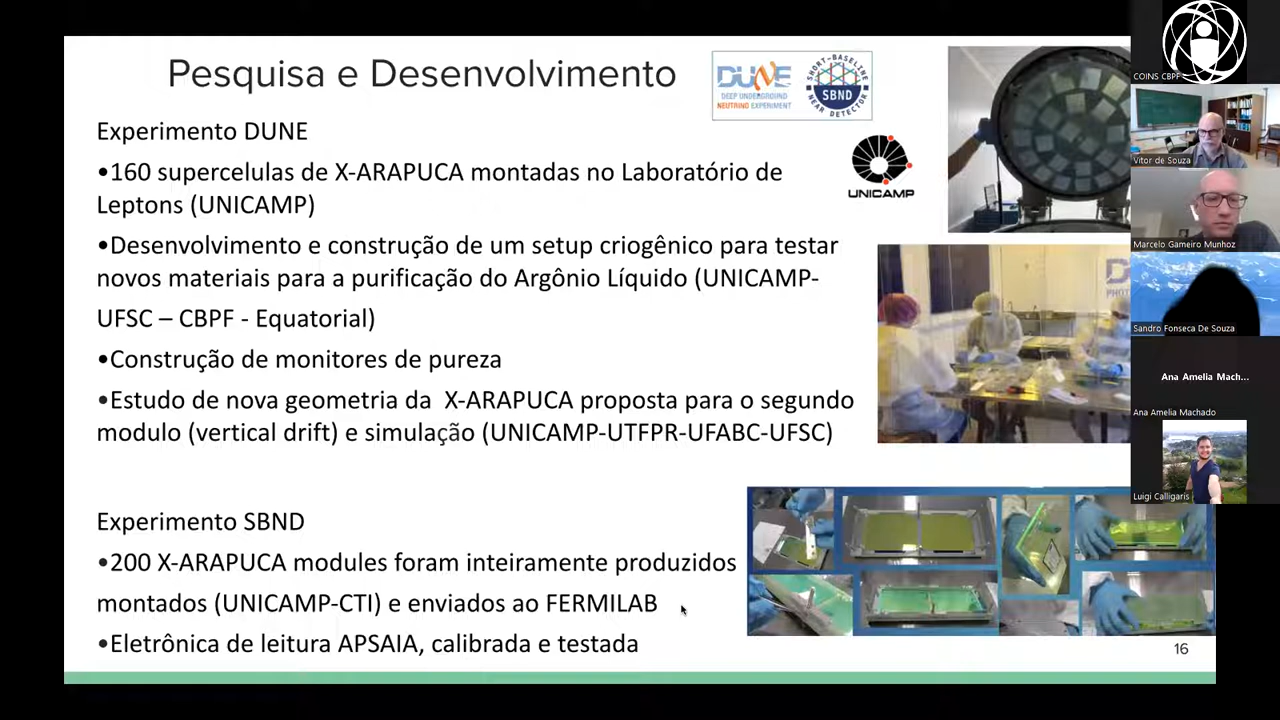 Pesquisa e Desenvolvimento
DUNE
DEEP UNDERGROUND
NEUTRINO EXPERIMENT
SHORT-BASELINE
NEAR DETECTOR
SBND
UNICAMP
Experimento DUNE
•160 supercelulas de X-ARAPUCA montadas no Laboratório de
Leptons (UNICAMP)
•Desenvolvimento e construção de um setup criogênico para testar
novos materiais para a purificação do Argônio Líquido (UNICAMP-
UFSC – CBPF - Equatorial)
•Construção de monitores de pureza
•Estudo de nova geometria da X-ARAPUCA proposta para o segundo
modulo (vertical drift) e simulação (UNICAMP-UTFPR-UFABC-UFSC)
Experimento SBND
•200 X-ARAPUCA modules foram inteiramente produzidos
montados (UNICAMP-CTI) e enviados ao FERMILAB
•Eletrônica de leitura APSAIA, calibrada e testada
16
COINS CBPF
Vitor de Souza
Marcelo Gameiro Munhoz
Sandro Fonseca De Souza
Ana Amelia Mach...
Ana Amelia Machado
Luigi Calligaris